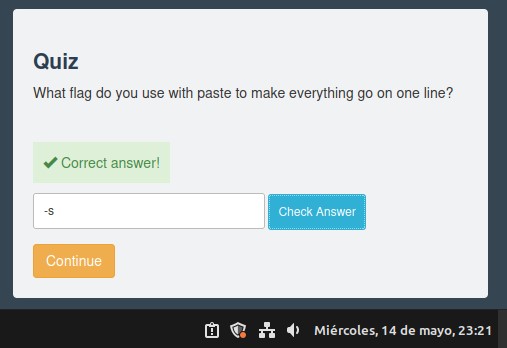 Quiz
What flag do you use with paste to make everything go on one line?
Correct answer!
-s
Check Answer
Continue
Miércoles, 14 de mayo, 23:21